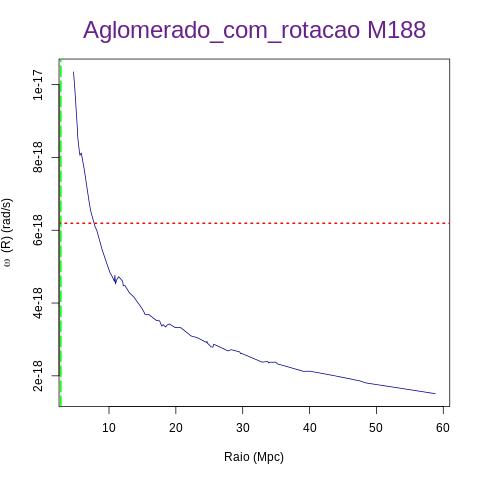 Aglomerado_com_rotacao M188
ω (R) (rad/s)
1e-17
8e-18
6e-18
4e-18
2e-18
10 20 30 40 50 60
Raio (Mpc)